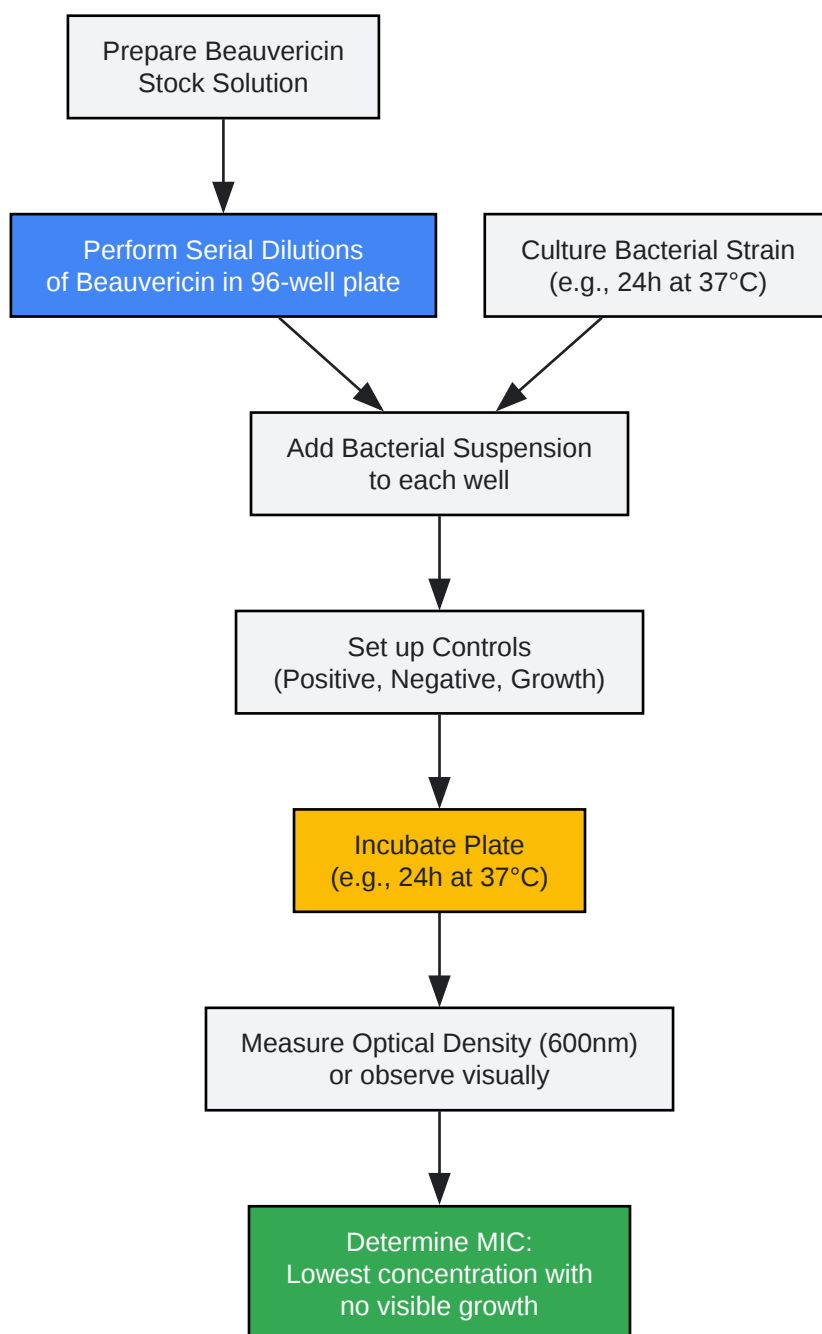 Prepare Beauvericin
Stock Solution
Perform Serial Dilutions
of Beauvericin in 96-well plate
Culture Bacterial Strain
(e.g., 24h at 37°C)
Add Bacterial Suspension
to each well
Set up Controls
(Positive, Negative, Growth)
Incubate Plate
(e.g., 24h at 37°C)
Measure Optical Density (600nm)
or observe visually
Determine MIC:
Lowest concentration with
no visible growth